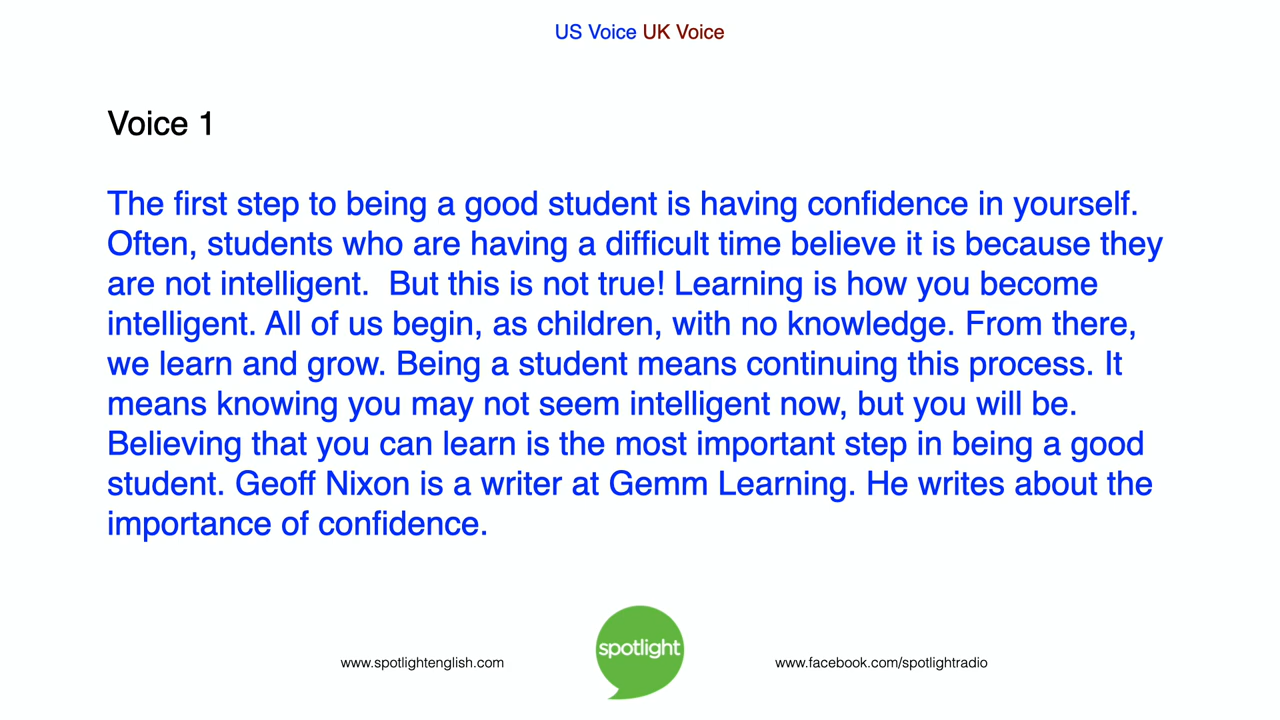 US Voice UK Voice
Voice 1
The first step to being a good student is having confidence in yourself.
Often, students who are having a difficult time believe it is because they
are not intelligent.  But this is not true! Learning is how you become
intelligent. All of us begin, as children, with no knowledge. From there,
we learn and grow. Being a student means continuing this process. It
means knowing you may not seem intelligent now, but you will be.
Believing that you can learn is the most important step in being a good
student. Geoff Nixon is a writer at Gemm Learning. He writes about the
importance of confidence.
www.spotlightenglish.com
spotlight
www.facebook.com/spotlightradio